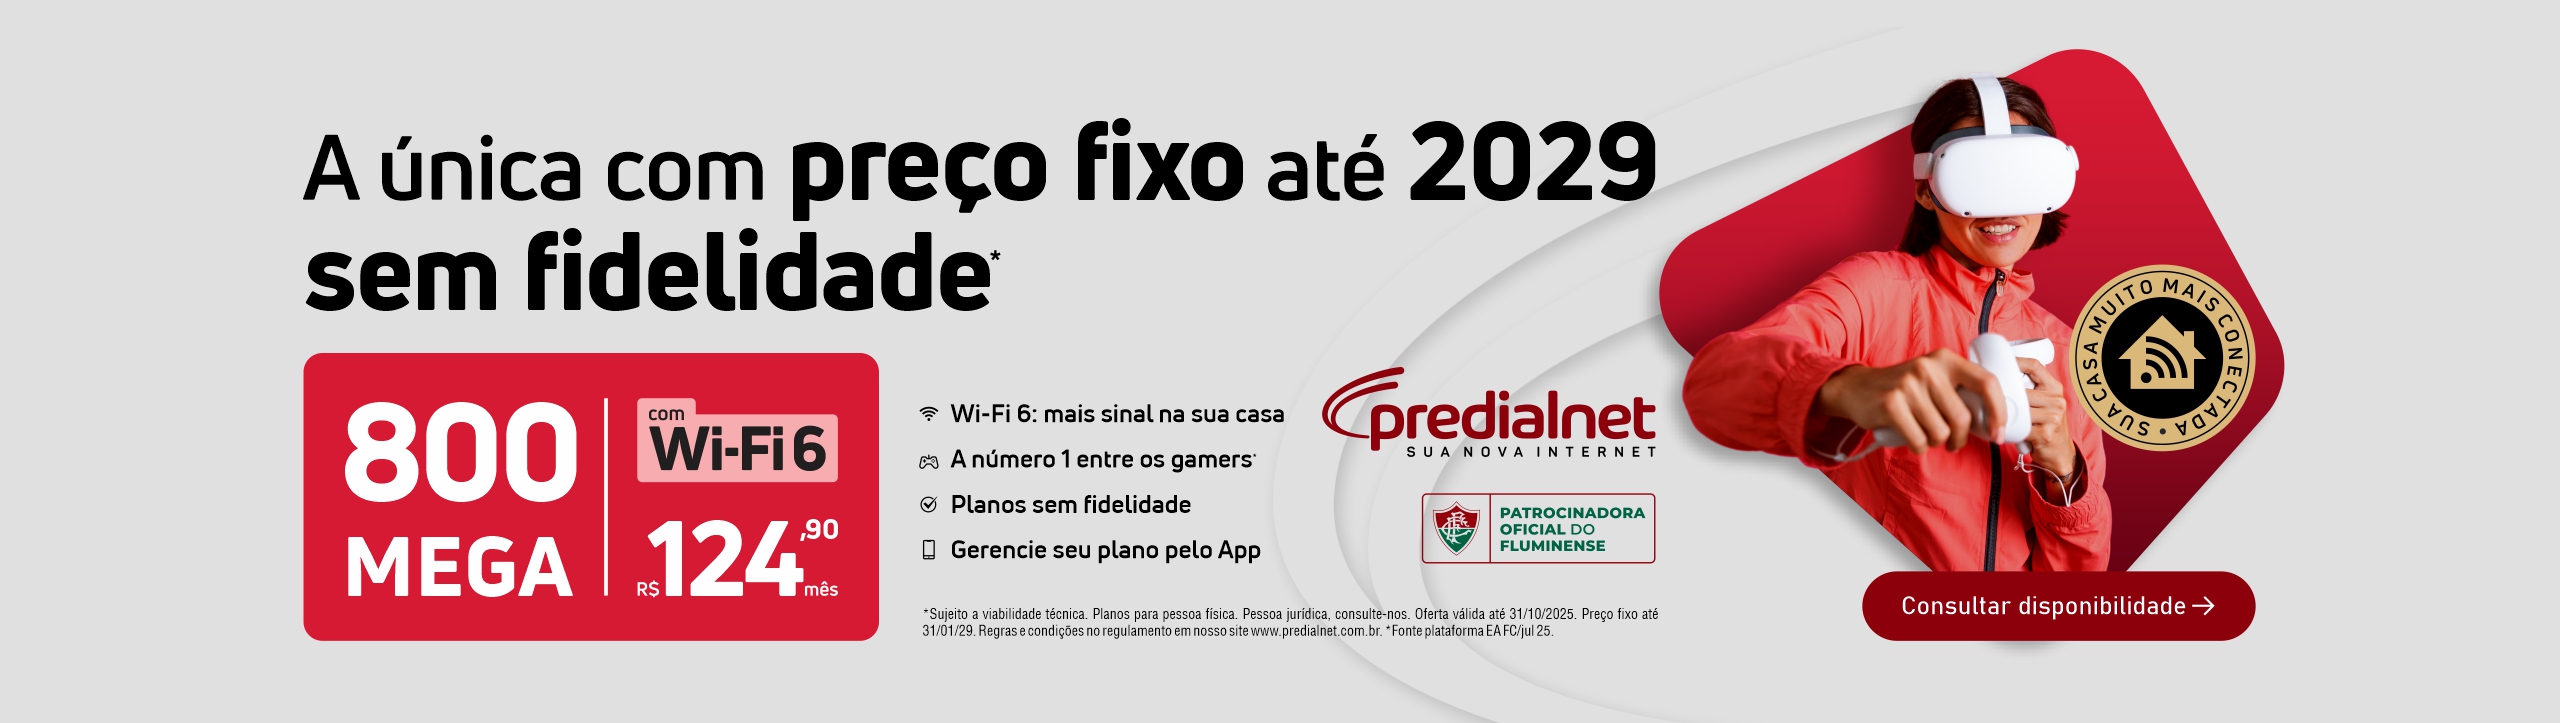 A única com preço fixo até 2029
sem fidelidade*
800
MEGA
com
Wi-Fi 6
R$124,90
mês
Wi-Fi 6: mais sinal na sua casa
A número 1 entre os gamers*
Planos sem fidelidade
Gerencie seu plano pelo App
predialnet
SUA NOVA INTERNET
PATROCINADORA
OFICIAL DO
FLUMINENSE
*Sujeito a viabilidade técnica. Planos para pessoa física. Pessoa jurídica, consulte-nos. Oferta válida até 31/10/2025. Preço fixo até
31/01/29. Regras e condições no regulamento em nosso site www.predialnet.com.br. *Fonte plataforma EA FC/jul 25.
SUA CASA MUITO MAIS CONECTADA •
Consultar disponibilidade →